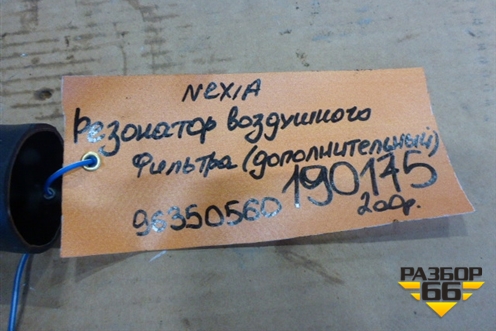 NEXIA
Резонатор воздушного
Фильтра (дополнительный)
190175
96350560
200р.
РАЗБОР
66